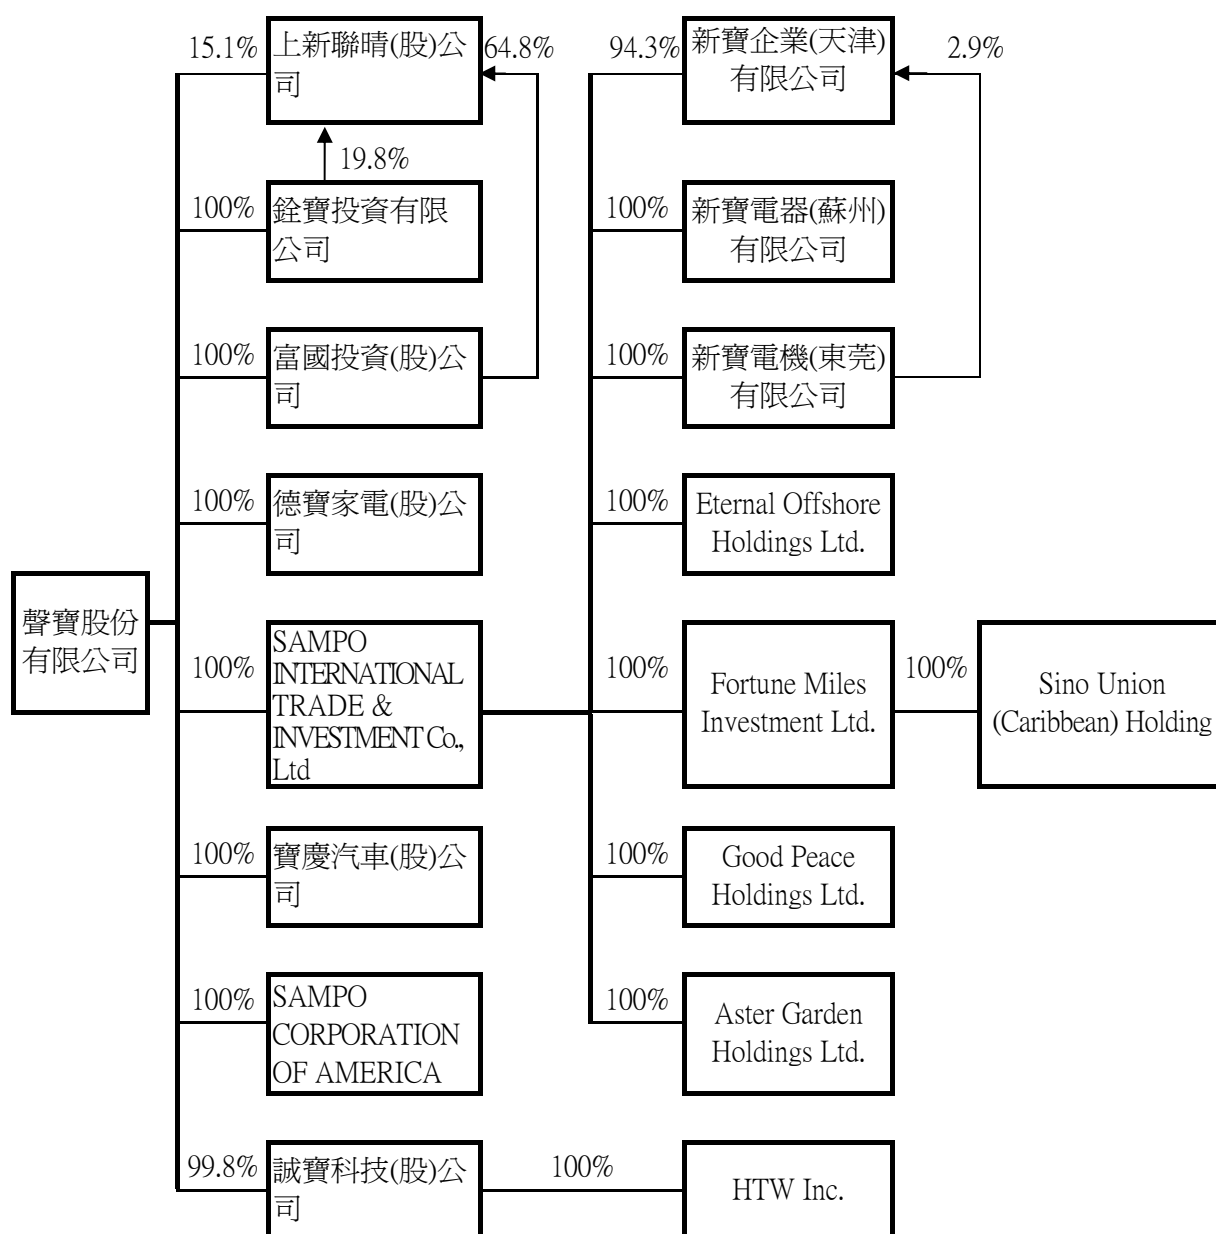 15.1%
上新聯晴(股)公
司
64.8%
94.3%
新寶企業(天津)
有限公司
2.9%
19.8%
100%
銓寶投資有限
公司
100%
新寶電器(蘇州)
有限公司
100%
富國投資(股)公
司
100%
新寶電機(東莞)
有限公司
100%
德寶家電(股)公
司
100%
Eternal Offshore
Holdings Ltd.
聲寶股份
有限公司
100%
SAMPO
INTERNATIONAL
TRADE &
INVESTMENT Co.,
Ltd
100%
Fortune Miles
Investment Ltd.
100%
Sino Union
(Caribbean) Holding
100%
寶慶汽車(股)公
司
100%
Good Peace
Holdings Ltd.
100%
SAMPO
CORPORATION
OF AMERICA
100%
Aster Garden
Holdings Ltd.
99.8%
誠寶科技(股)公
司
100%
HTW Inc.